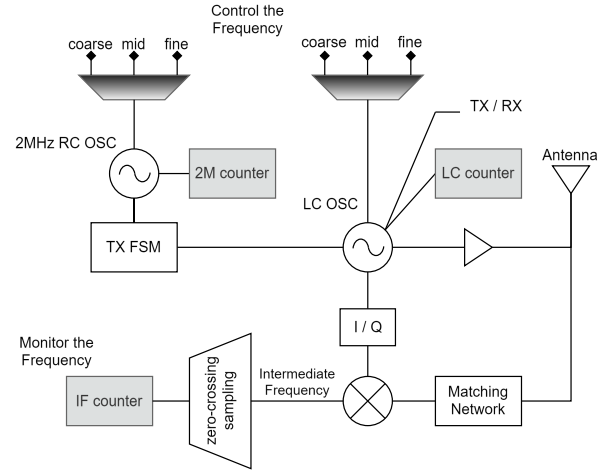 Control the
Frequency
coarse mid fine
coarse mid fine
TX / RX
2MHz RC OSC
Antenna
2M counter
LC counter
LC OSC
TX FSM
I / Q
Monitor the
Frequency
Intermediate
Frequency
zero-crossing
sampling
IF counter
Matching
Network